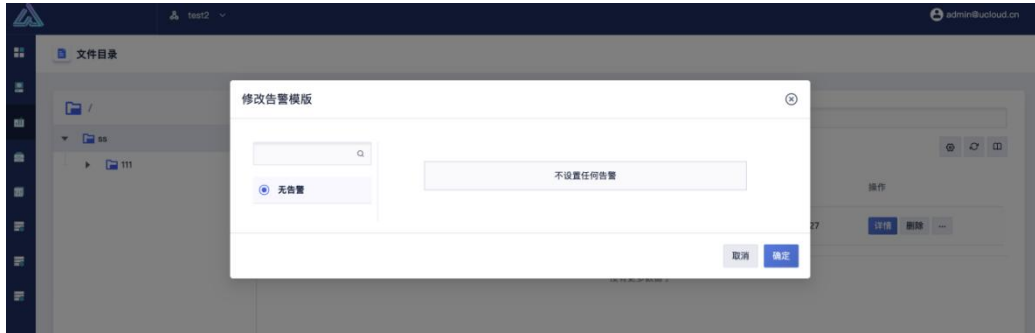 test2
admin@ucloud.cn
文件目录
修改告警模版
/
ss
111
无告警
不设置任何告警
操作
27
详情
删除
...
取消
确定